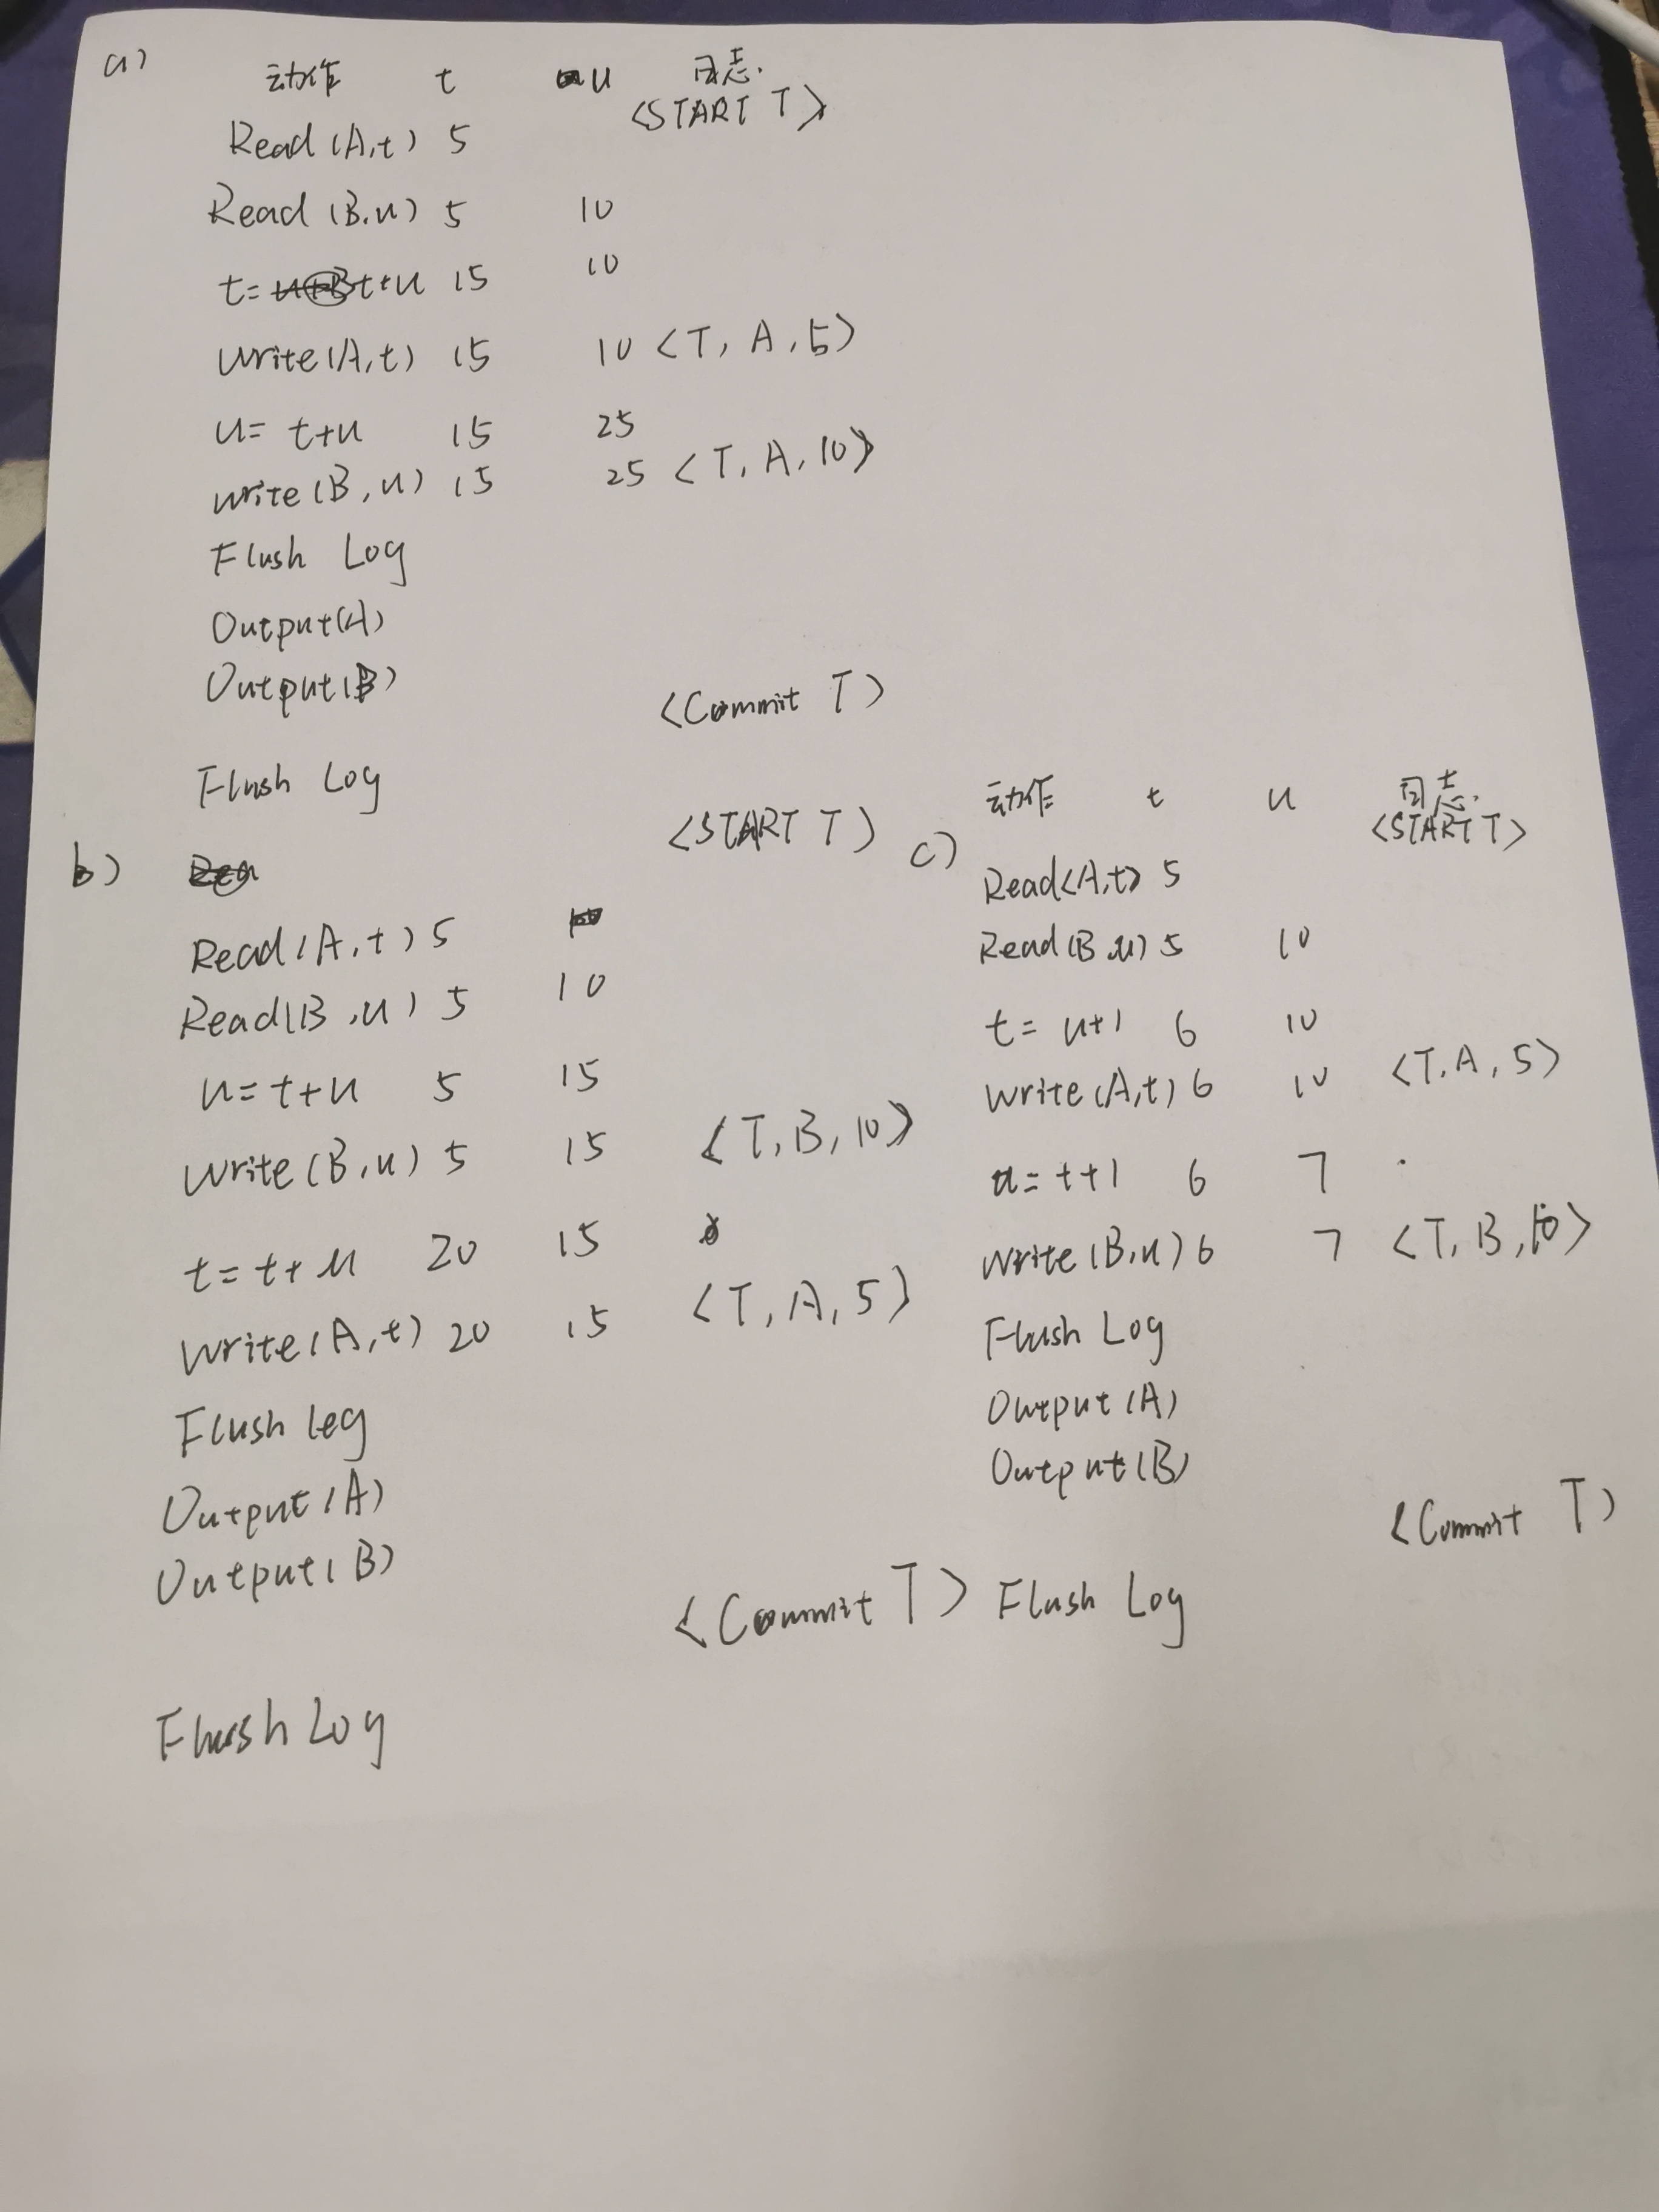 a) 动作 t u 日志.
<START T>
Read (A,t) 5
Read (B,u) 5 10
t= t+u 15 10
Write(A,t) 15 10 <T, A, 5>
u= t+u 15 25
write (B,u) 15 25 <T, A, 10>
Flush Log
Output(A)
Output(B)
<Commit T>
Flush Log
b) <START T>
Read(A,t) 5
Read(B,u) 5 10
u=t+u 5 15
Write(B,u) 5 15 <T, B, 10>
t=t+u 20 15
Write(A,t) 20 15 <T, A, 5>
Flush Log
Output(A)
Output(B)
<Commit T>
Flush Log
c) 动作 t u 日志.
<START T>
Read<A,t> 5
Read(B,u) 5 10
t= u+1 6 10
Write(A,t) 6 10 <T,A,5>
u=t+1 6 7
Write(B,u) 6 7 <T,B,10>
Flush Log
Output(A)
Output(B)
<Commit T>
Flush Log